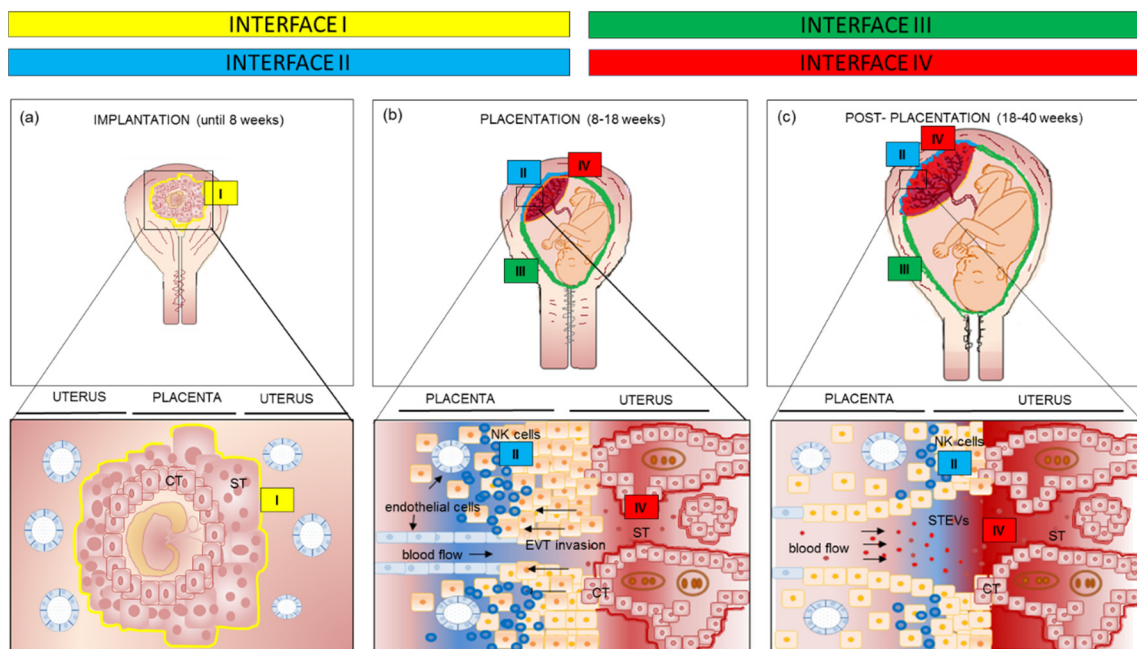 INTERFACE I
INTERFACE III
INTERFACE II
INTERFACE IV
(a)
IMPLANTATION (until 8 weeks)
I
(b)
PLACENTATION (8-18 weeks)
II
IV
III
(c)
POST- PLACENTATION (18-40 weeks)
IV
II
III
UTERUS
PLACENTA
UTERUS
CT
ST
I
PLACENTA
UTERUS
NK cells
II
endothelial cells
IV
ST
EVT invasion
blood flow
CT
PLACENTA
UTERUS
NK cells
II
STEVs
IV
ST
blood flow
CT